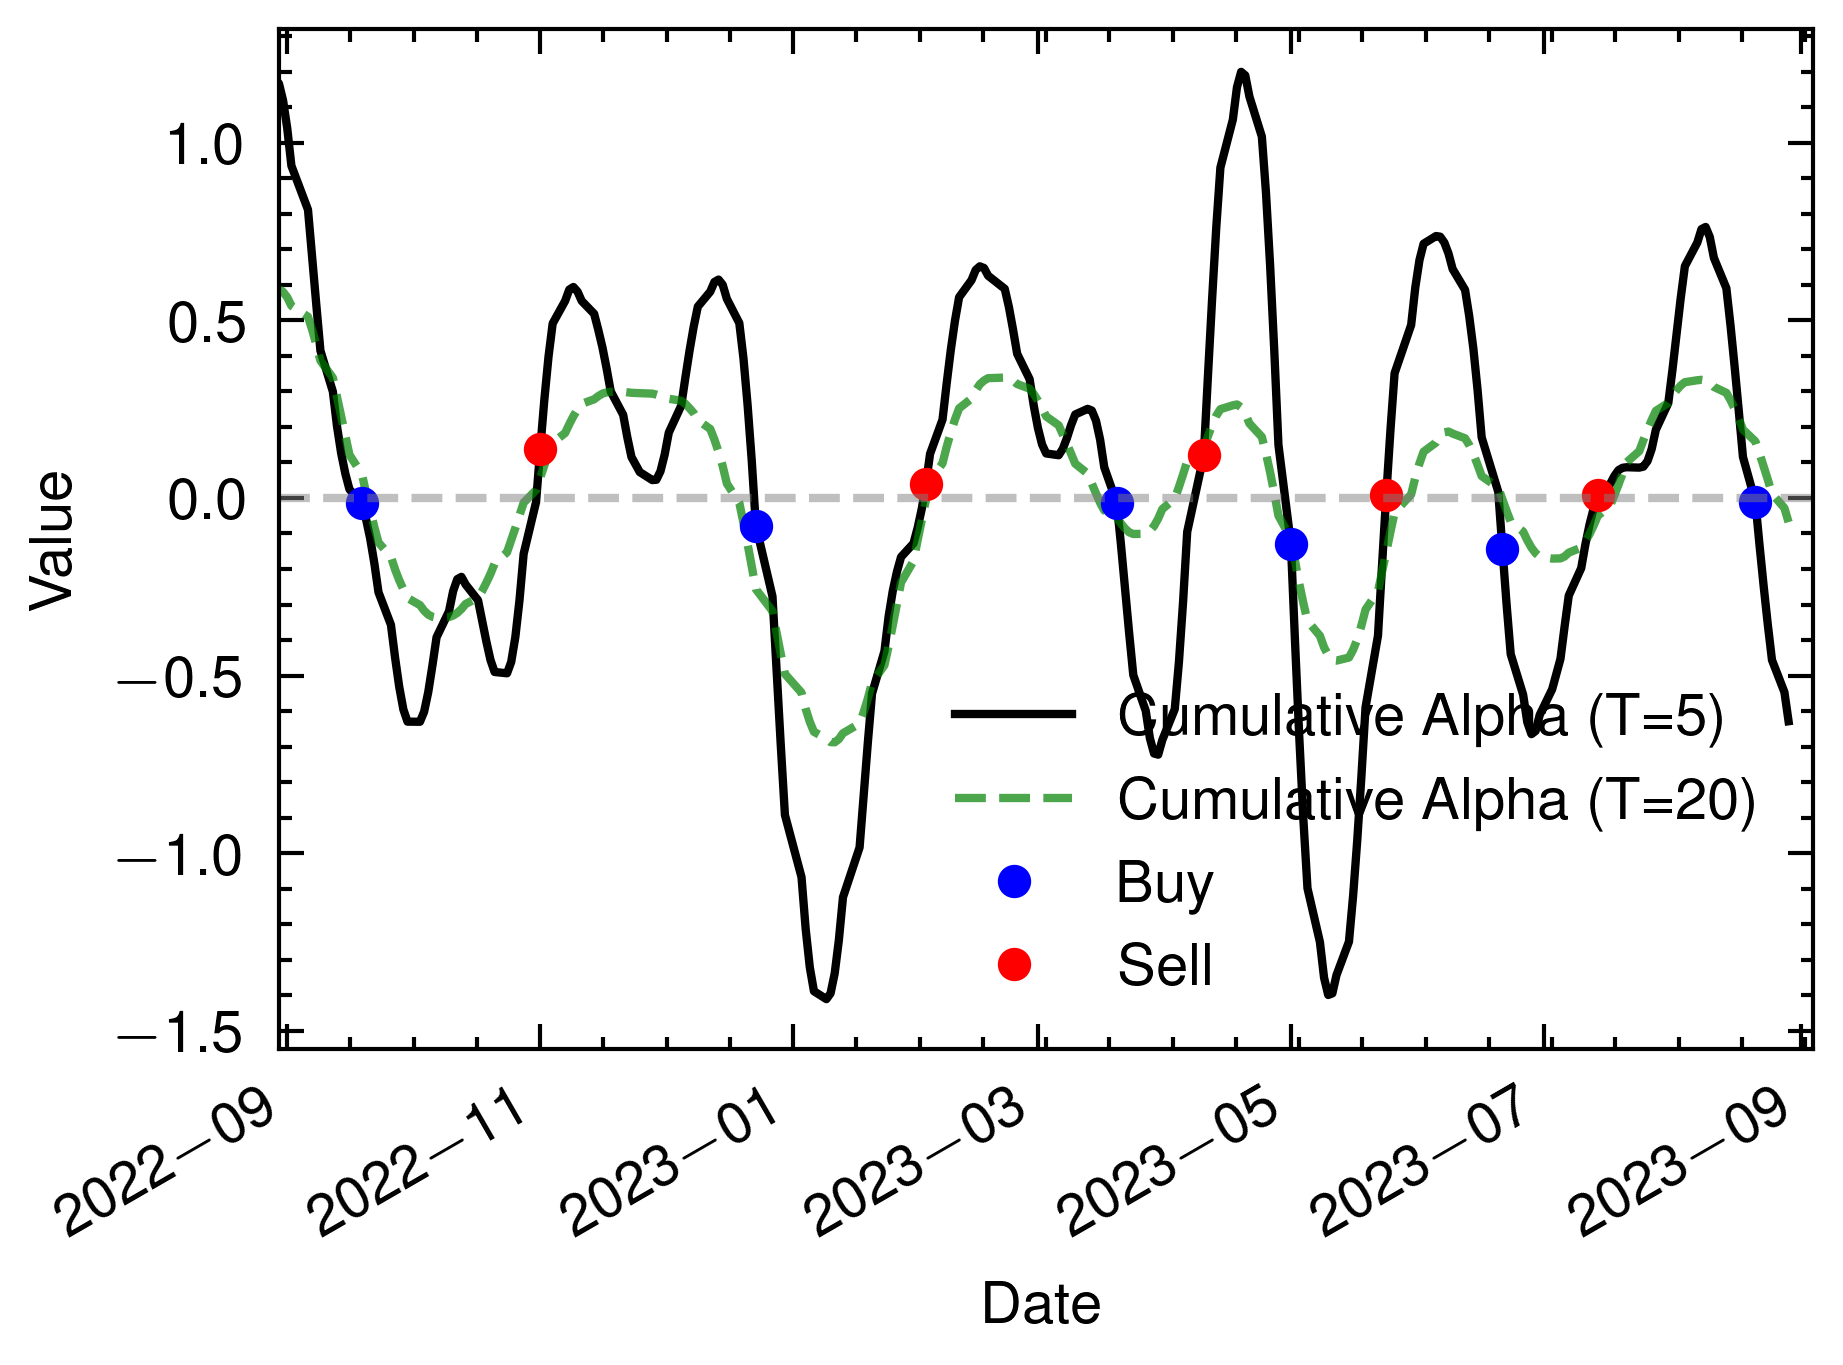 1.0
0.5
0.0
−0.5
−1.0
−1.5
Value
Cumulative Alpha (T=5)
Cumulative Alpha (T=20)
Buy
Sell
2022−09
2022−11
2023−01
2023−03
2023−05
2023−07
2023−09
Date